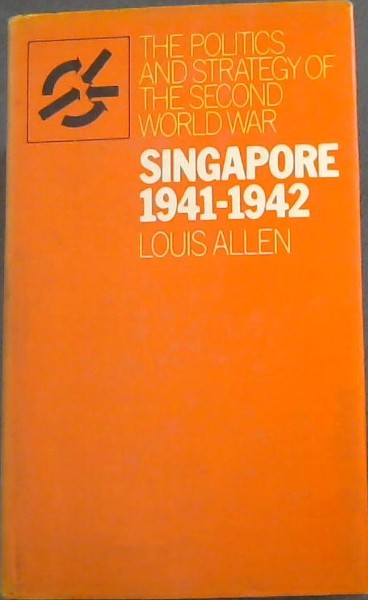 THE POLITICS
AND STRATEGY OF
THE SECOND
WORLD WAR
SINGAPORE
1941-1942
LOUIS ALLEN